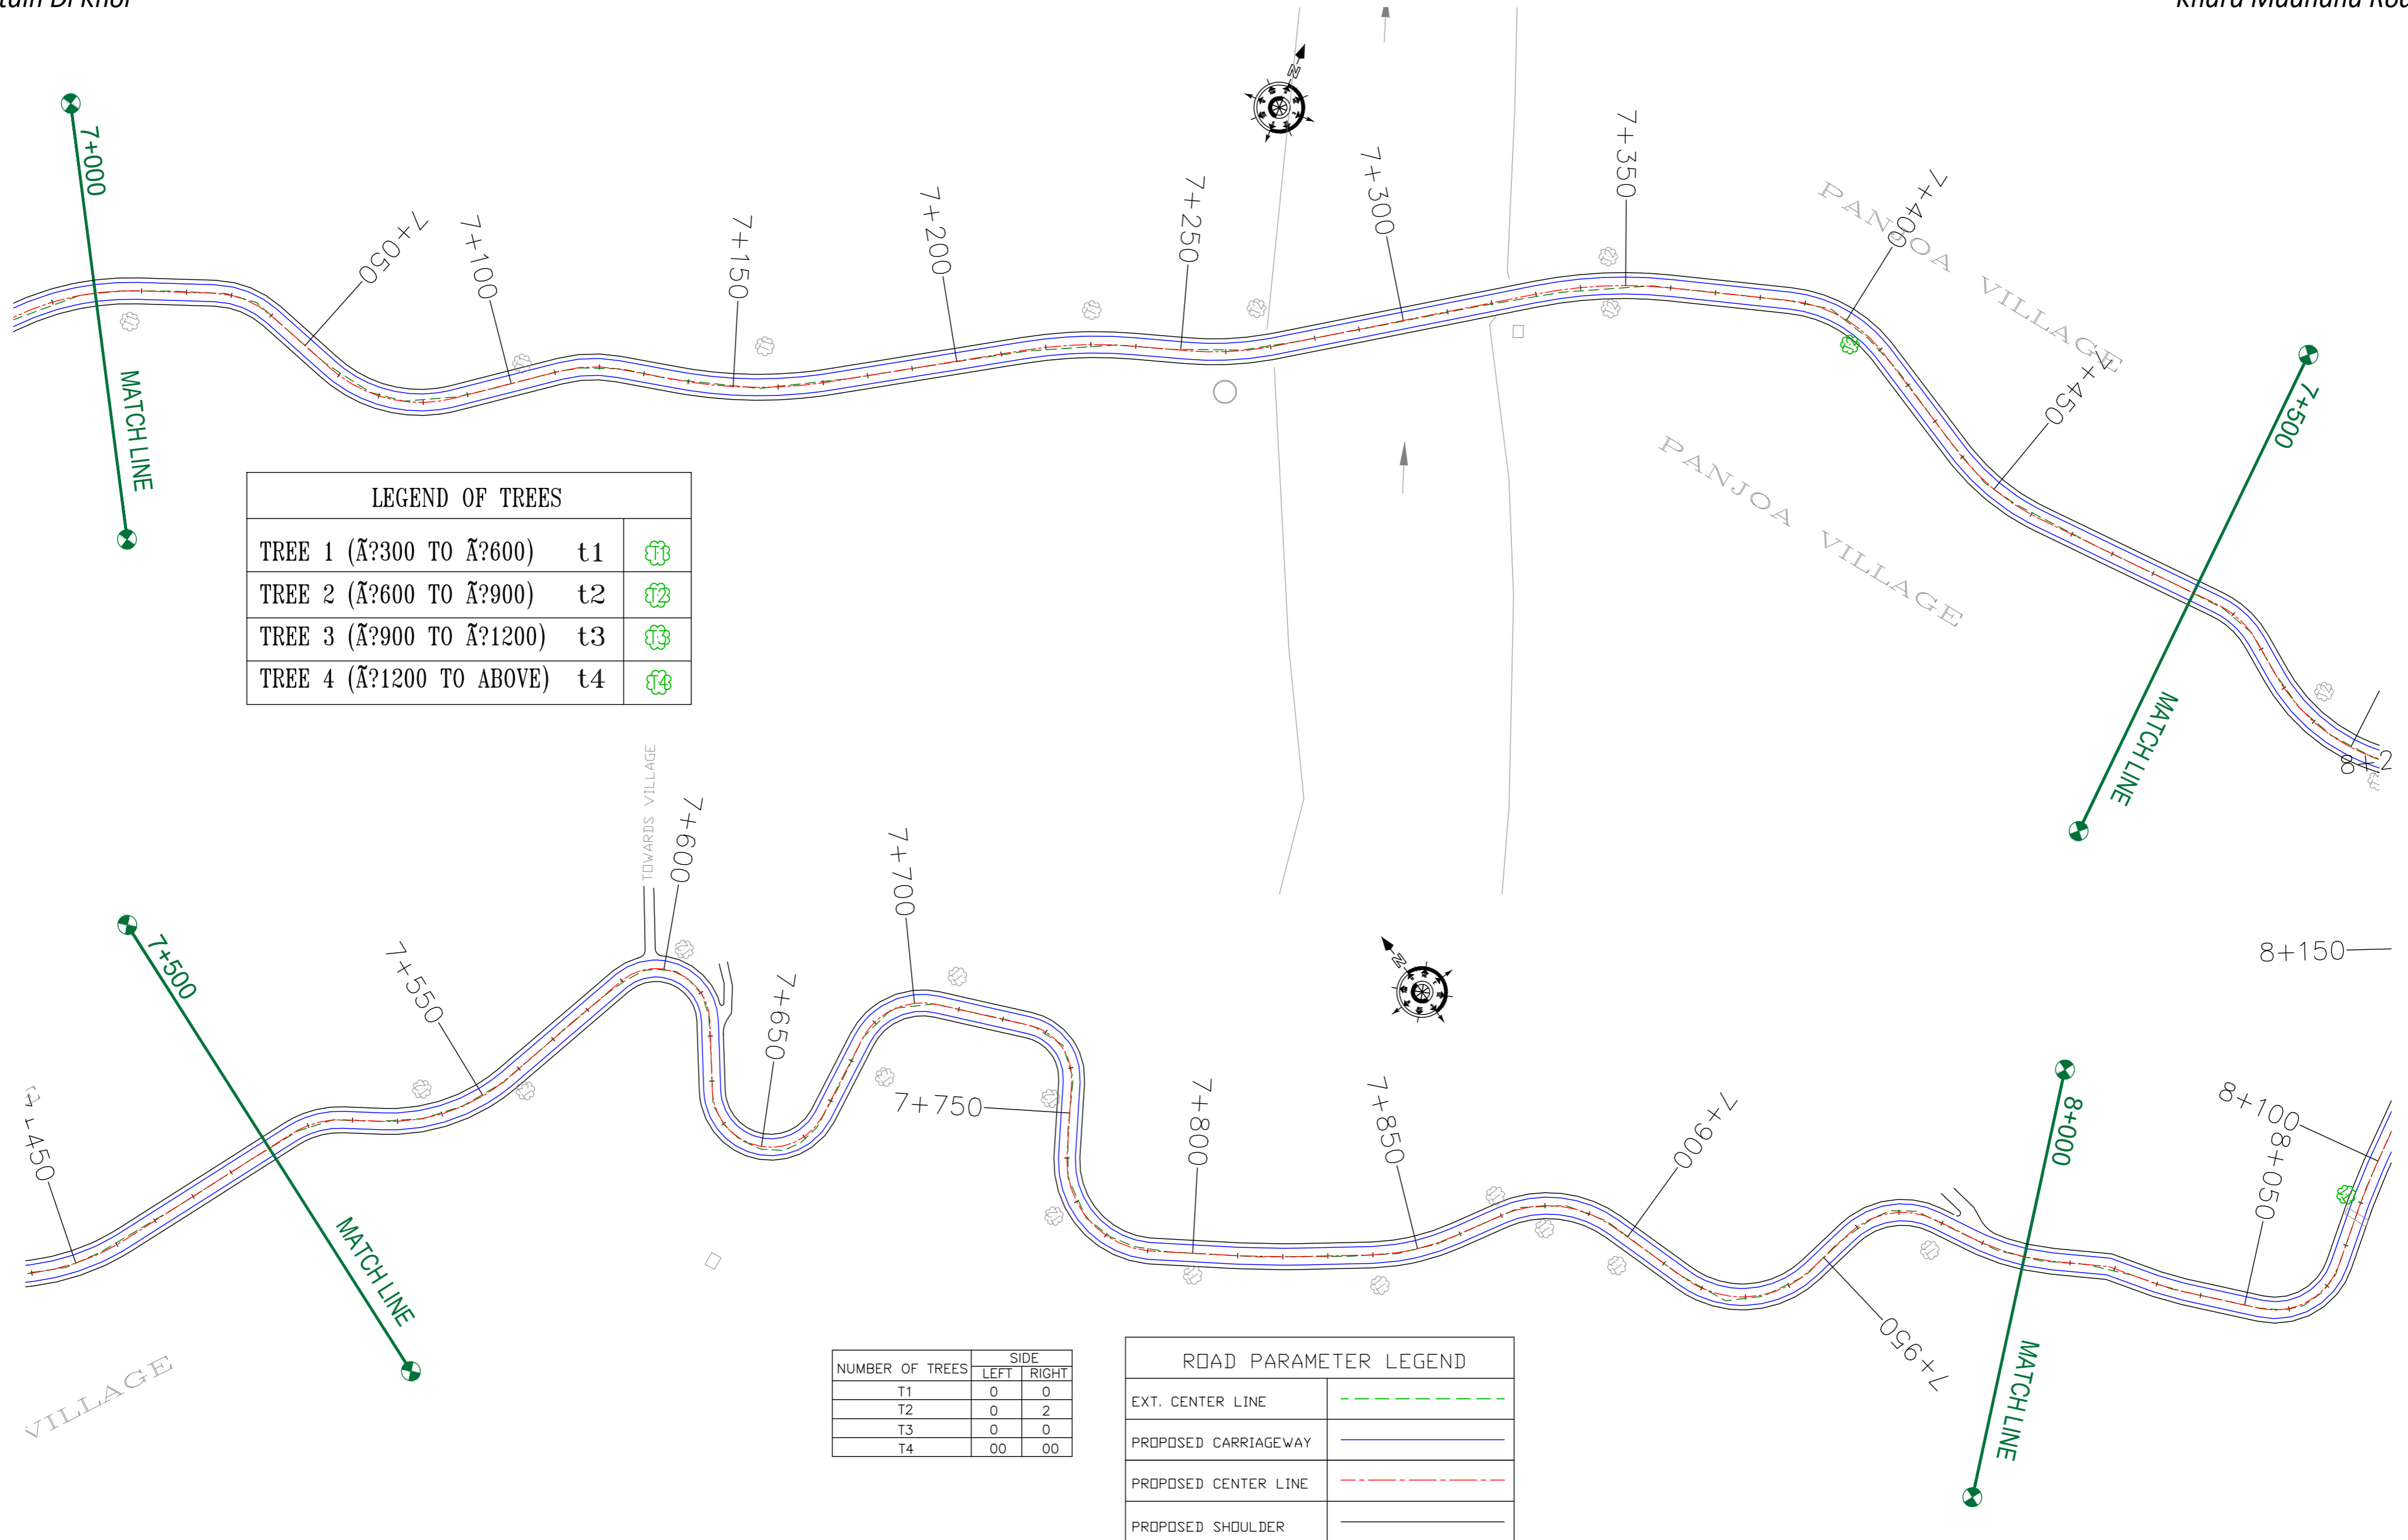 7+000
MATCH LINE
7+050
7+100
7+150
7+200
7+250
N
7+300
7+350
7+400
PANJOA VILLAGE
7+450
7+500
MATCH LINE
PANJOA VILLAGE
LEGEND OF TREES
TREE 1 (Ã?300 TO Ã?600) t1 T1
TREE 2 (Ã?600 TO Ã?900) t2 T2
TREE 3 (Ã?900 TO Ã?1200) t3 T3
TREE 4 (Ã?1200 TO ABOVE) t4 T4
7+500
MATCH LINE
7+550
TOWARDS VILLAGE
7+600
7+650
7+700
7+750
7+800
7+850
N
7+900
7+950
8+000
MATCH LINE
8+050
8+100
8+150
VILLAGE
NUMBER OF TREES SIDE
LEFT RIGHT
T1 0 0
T2 0 2
T3 0 0
T4 00 00
ROAD PARAMETER LEGEND
EXT. CENTER LINE
PROPOSED CARRIAGEWAY
PROPOSED CENTER LINE
PROPOSED SHOULDER